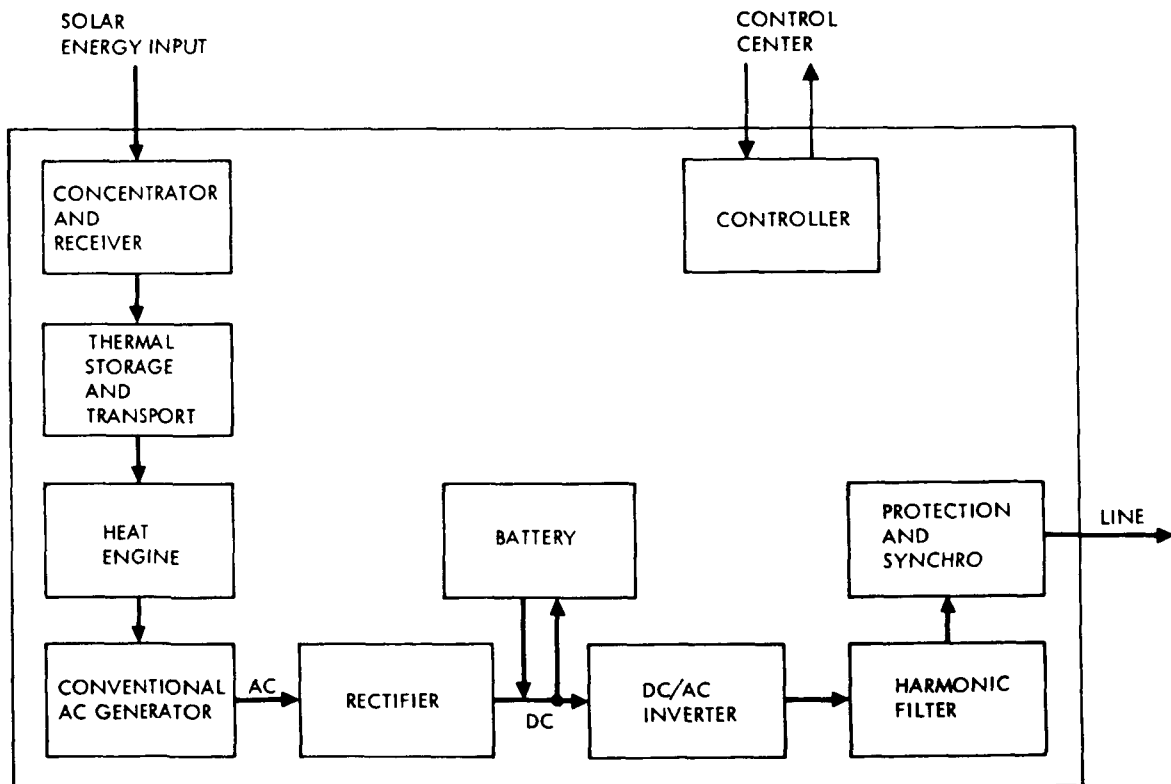 SOLAR
ENERGY INPUT
CONTROL
CENTER
CONCENTRATOR
AND
RECEIVER
CONTROLLER
THERMAL
STORAGE
AND
TRANSPORT
HEAT
ENGINE
BATTERY
PROTECTION
AND
SYNCHRO
LINE
CONVENTIONAL
AC GENERATOR
AC
RECTIFIER
DC
DC/AC
INVERTER
HARMONIC
FILTER